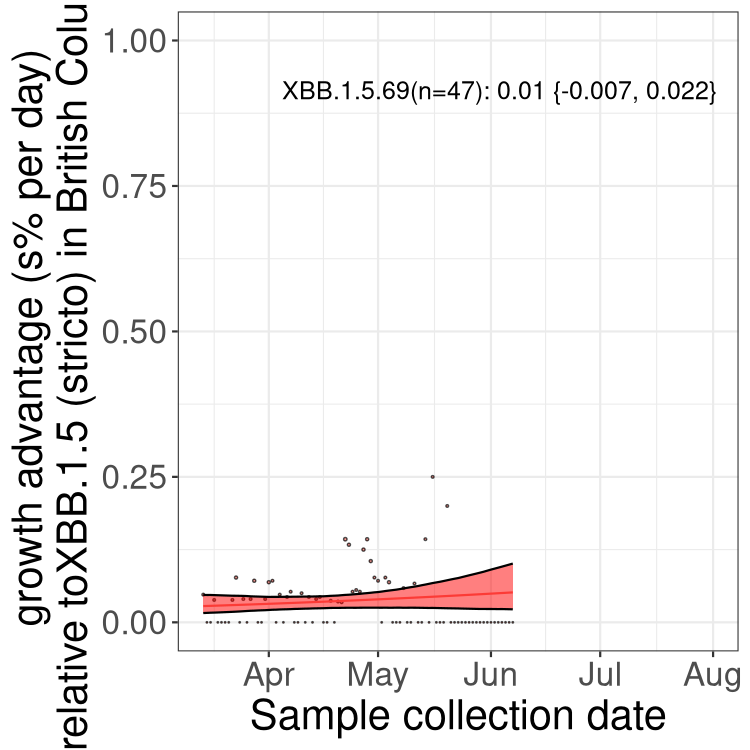 growth advantage (s% per day)
relative toXBB.1.5 (stricto) in British Colu
1.00
0.75
0.50
0.25
0.00
XBB.1.5.69(n=47): 0.01 {-0.007, 0.022}
Apr May Jun Jul Aug
Sample collection date